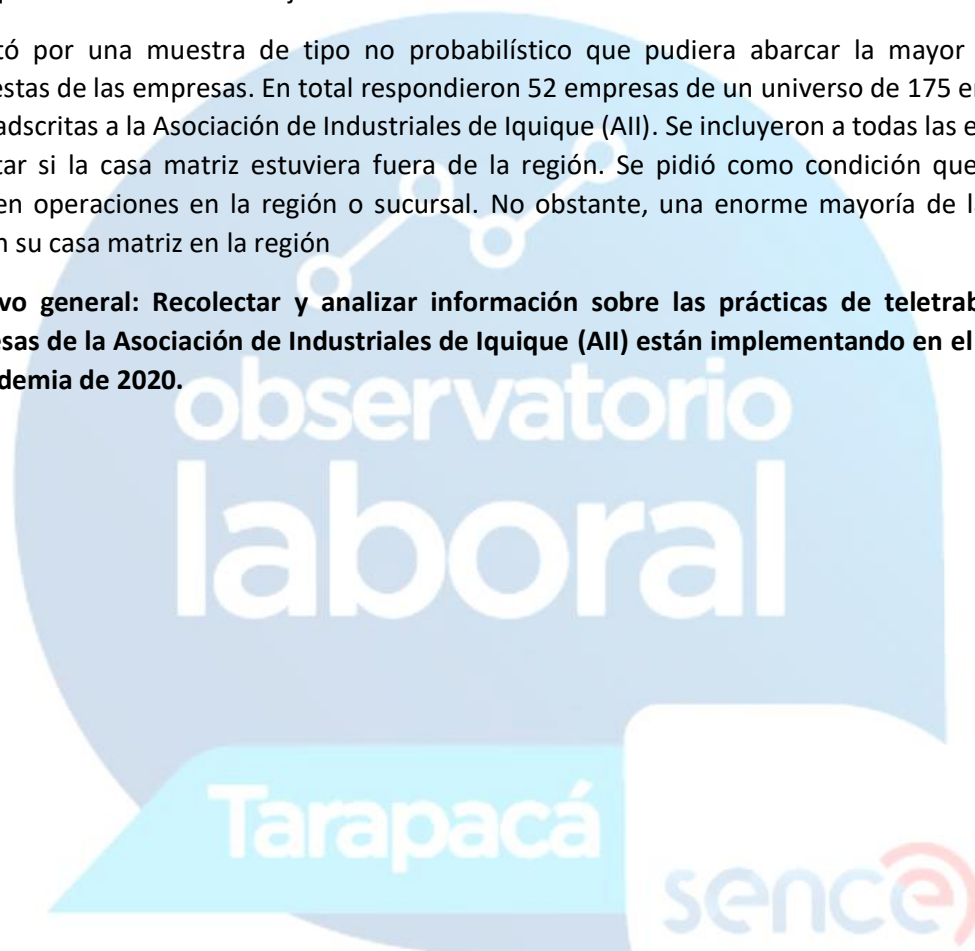 tó por una muestra de tipo no probabilístico que pudiera abarcar la mayor
estas de las empresas. En total respondieron 52 empresas de un universo de 175 e
adscritas a la Asociación de Industriales de Iquique (AII). Se incluyeron a todas las e
tar si la casa matriz estuviera fuera de la región. Se pidió como condición que
en operaciones en la región o sucursal. No obstante, una enorme mayoría de l
n su casa matriz en la región
vo general: Recolectar y analizar información sobre las prácticas de teletrab
esas de la Asociación de Industriales de Iquique (AII) están implementando en el
demia de 2020.
observatorio
laboral
Tarapacá
sence